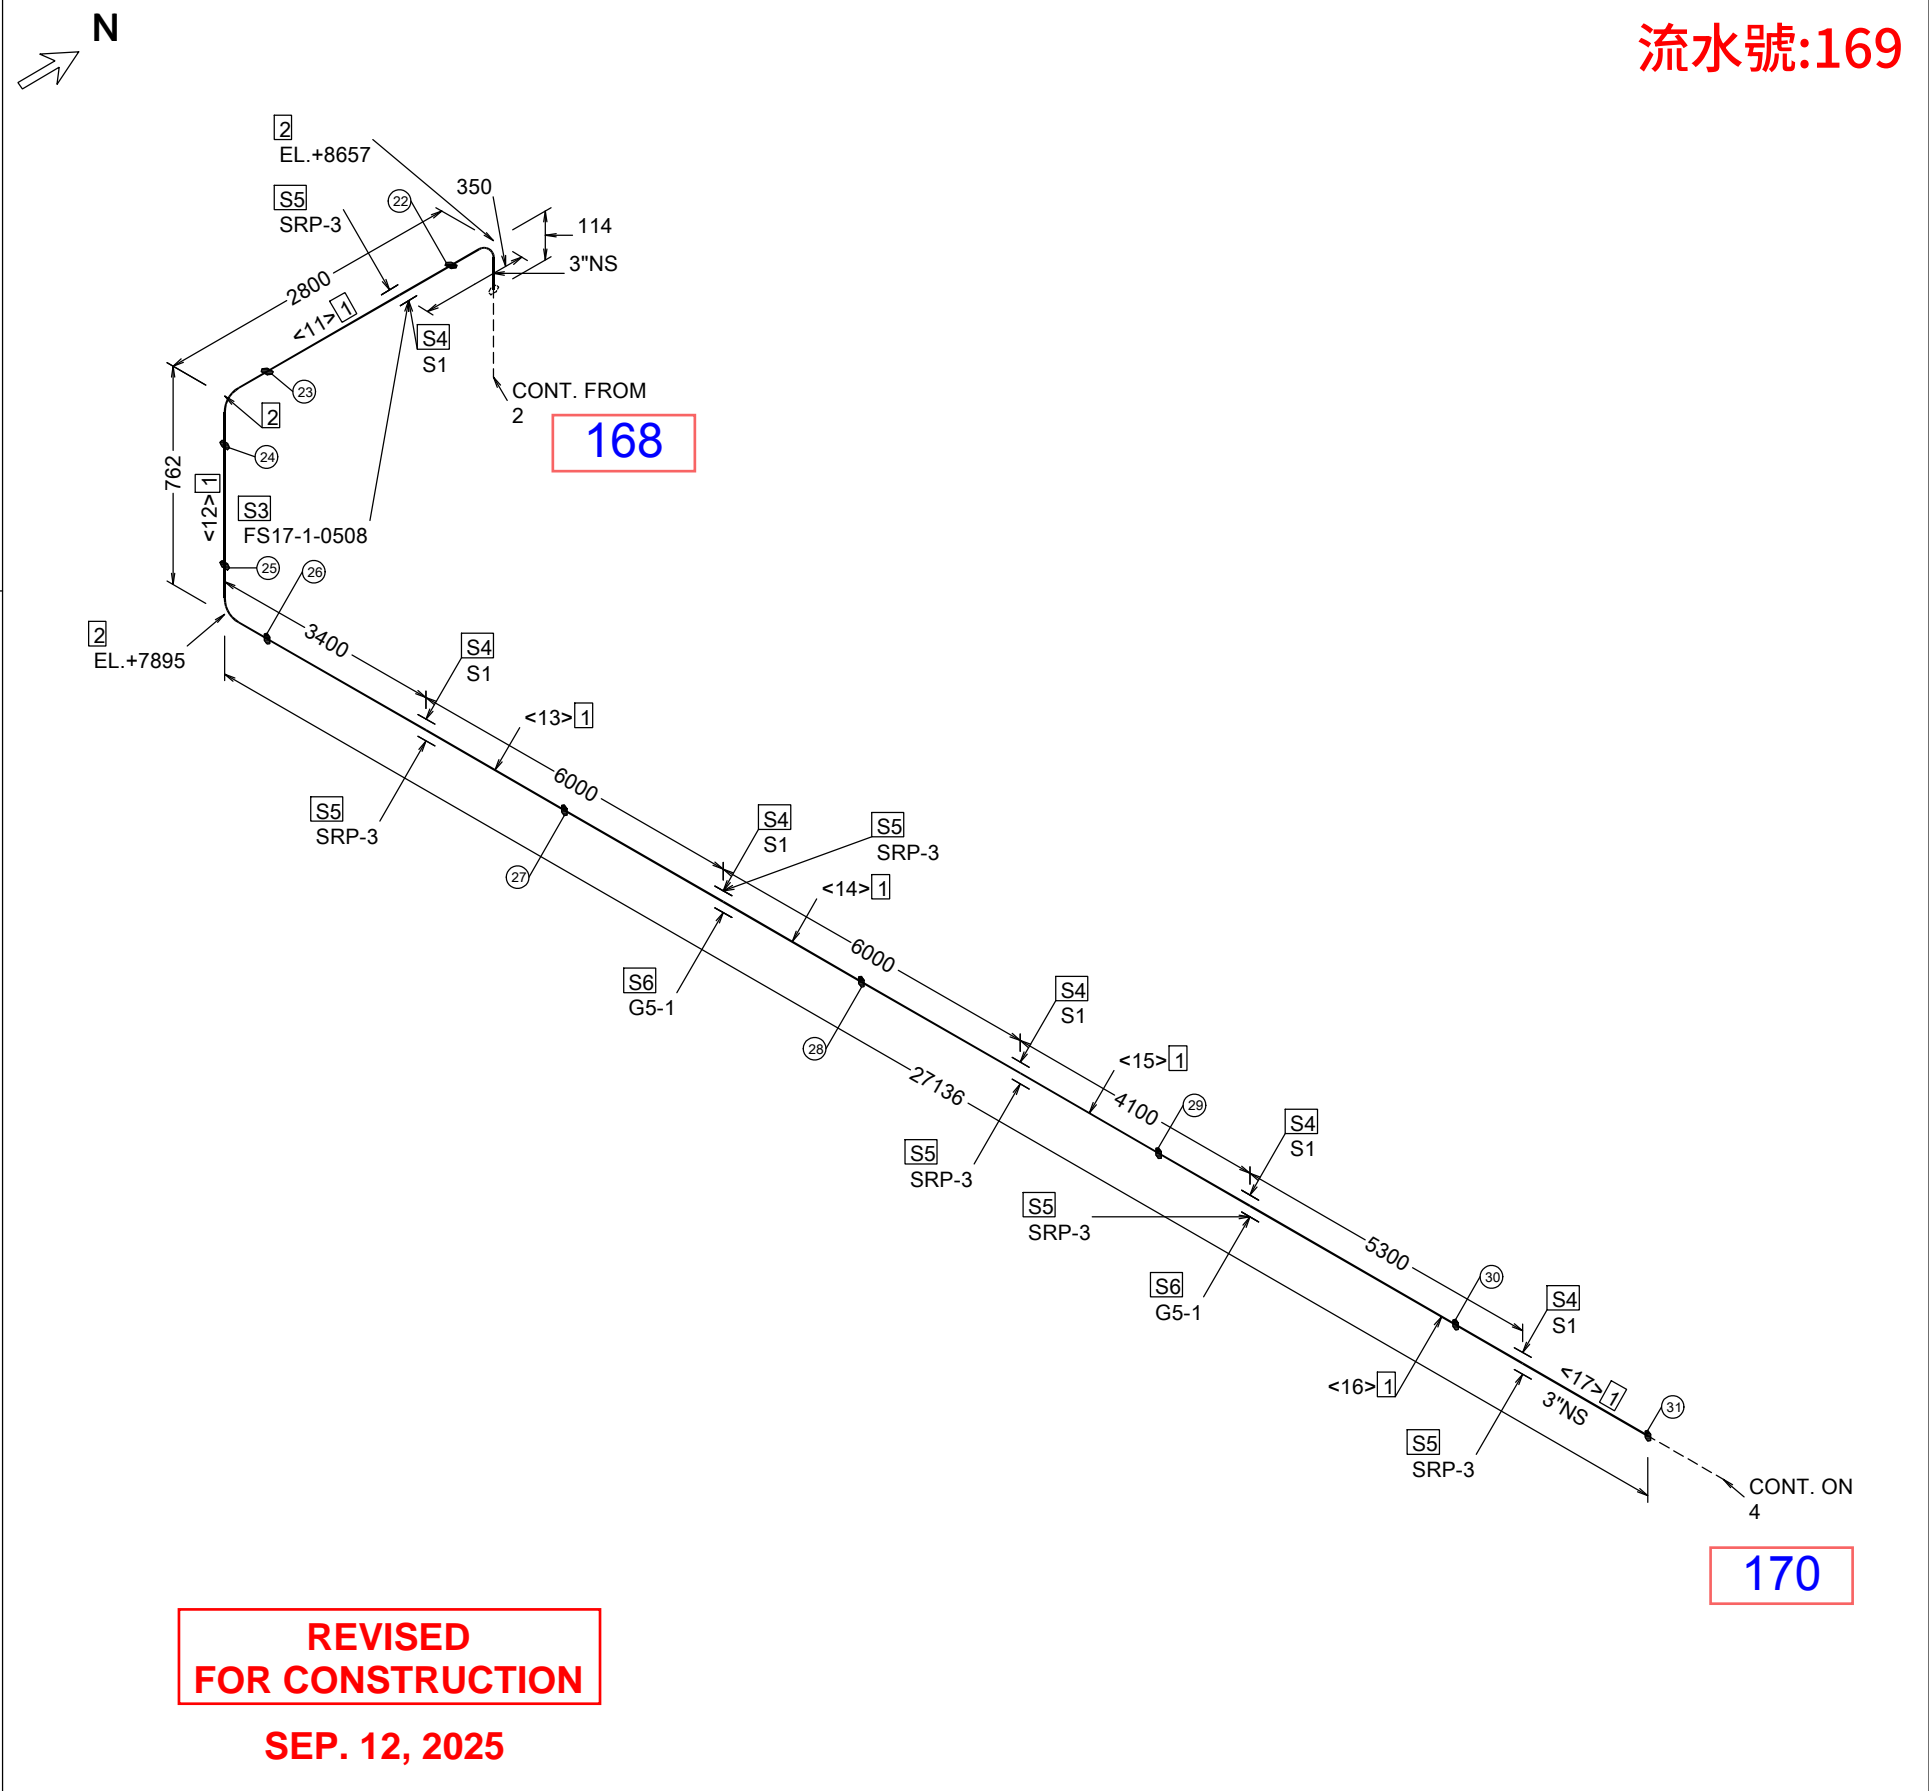 N
流水號:169
2
EL.+8657
S5
SRP-3
22
350
114
3"NS
2800
<11>1
S4
S1
23
CONT. FROM
2
168
2
24
762
<12>1
S3
FS17-1-0508
25
26
2
EL.+7895
3400
S4
S1
<13>1
S5
SRP-3
6000
27
S4
S1
S5
SRP-3
<14>1
S6
G5-1
6000
28
S4
S1
27136
<15>1
4100
29
S5
SRP-3
S4
S1
S5
SRP-3
5300
S6
G5-1
30
S4
S1
<16>1
<17>1
3"NS
31
S5
SRP-3
CONT. ON
4
170
REVISED
FOR CONSTRUCTION
SEP. 12, 2025